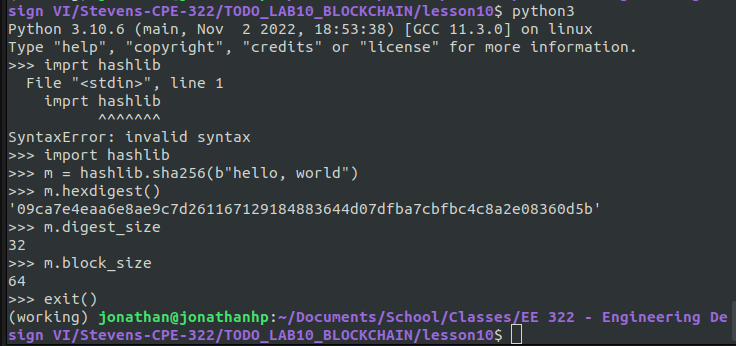 sign VI/Stevens-CPE-322/TODO_LAB10_BLOCKCHAIN/lesson10$ python3
Python 3.10.6 (main, Nov  2 2022, 18:53:38) [GCC 11.3.0] on linux
Type "help", "copyright", "credits" or "license" for more information.
>>> imprt hashlib
  File "<stdin>", line 1
    imprt hashlib
          ^^^^^^^
SyntaxError: invalid syntax
>>> import hashlib
>>> m = hashlib.sha256(b"hello, world")
>>> m.hexdigest()
'09ca7e4eaa6e8ae9c7d261167129184883644d07dfba7cbfbc4c8a2e08360d5b'
>>> m.digest_size
32
>>> m.block_size
64
>>> exit()
(working) jonathan@jonathanhp:~/Documents/School/Classes/EE 322 - Engineering De
sign VI/Stevens-CPE-322/TODO_LAB10_BLOCKCHAIN/lesson10$